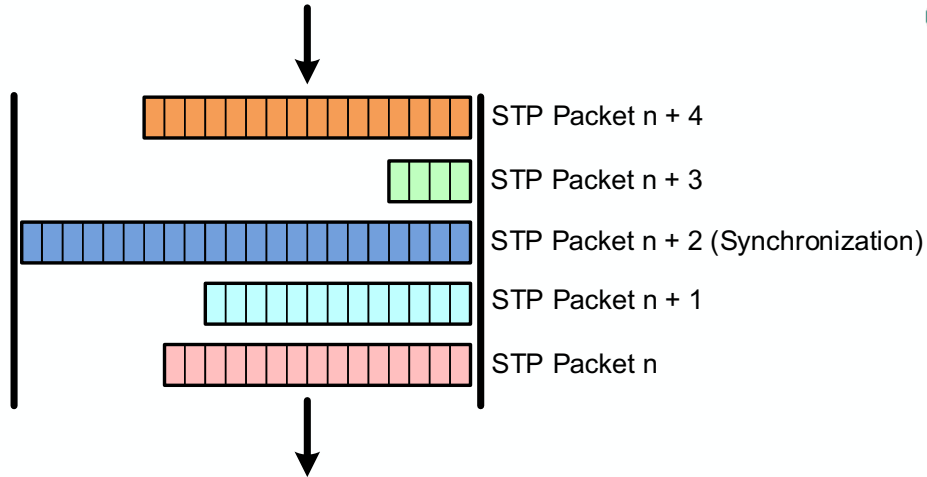 STP Packet n + 4
STP Packet n + 3
STP Packet n + 2 (Synchronization)
STP Packet n + 1
STP Packet n